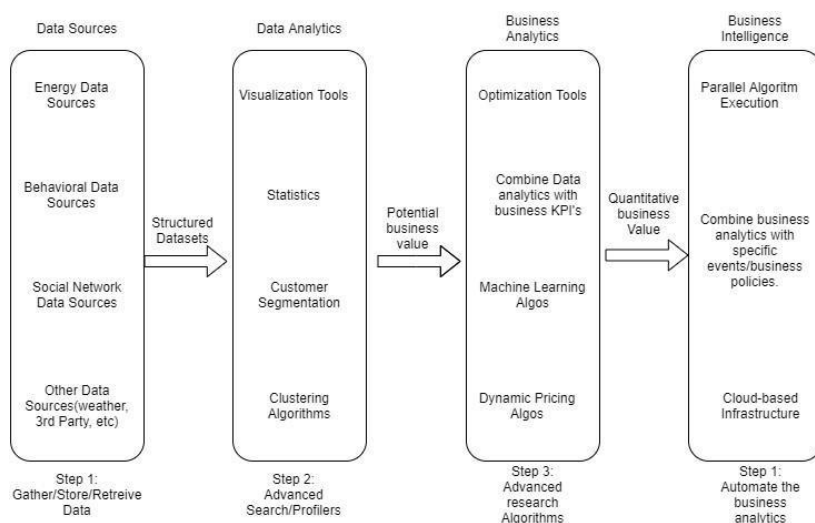 Data Sources
Energy Data
Sources
Behavioral Data
Sources
Social Network
Data Sources
Other Data
Sources(weather,
3rd Party, etc)
Step 1:
Gather/Store/Retreive
Data
Structured
Datasets
Data Analytics
Visualization Tools
Statistics
Customer
Segmentation
Clustering
Algorithms
Step 2:
Advanced
Search/Profilers
Potential
business
value
Business
Analytics
Optimization Tools
Combine Data
analytics with
business KPI's
Machine Learning
Algos
Dynamic Pricing
Algos
Step 3:
Advanced
research
Algorithms
Quantitative
business
Value
Business
Intelligence
Parallel Algoritm
Execution
Combine business
analytics with
specific
events/business
policies.
Cloud-based
Infrastructure
Step 1:
Automate the
business
analytics